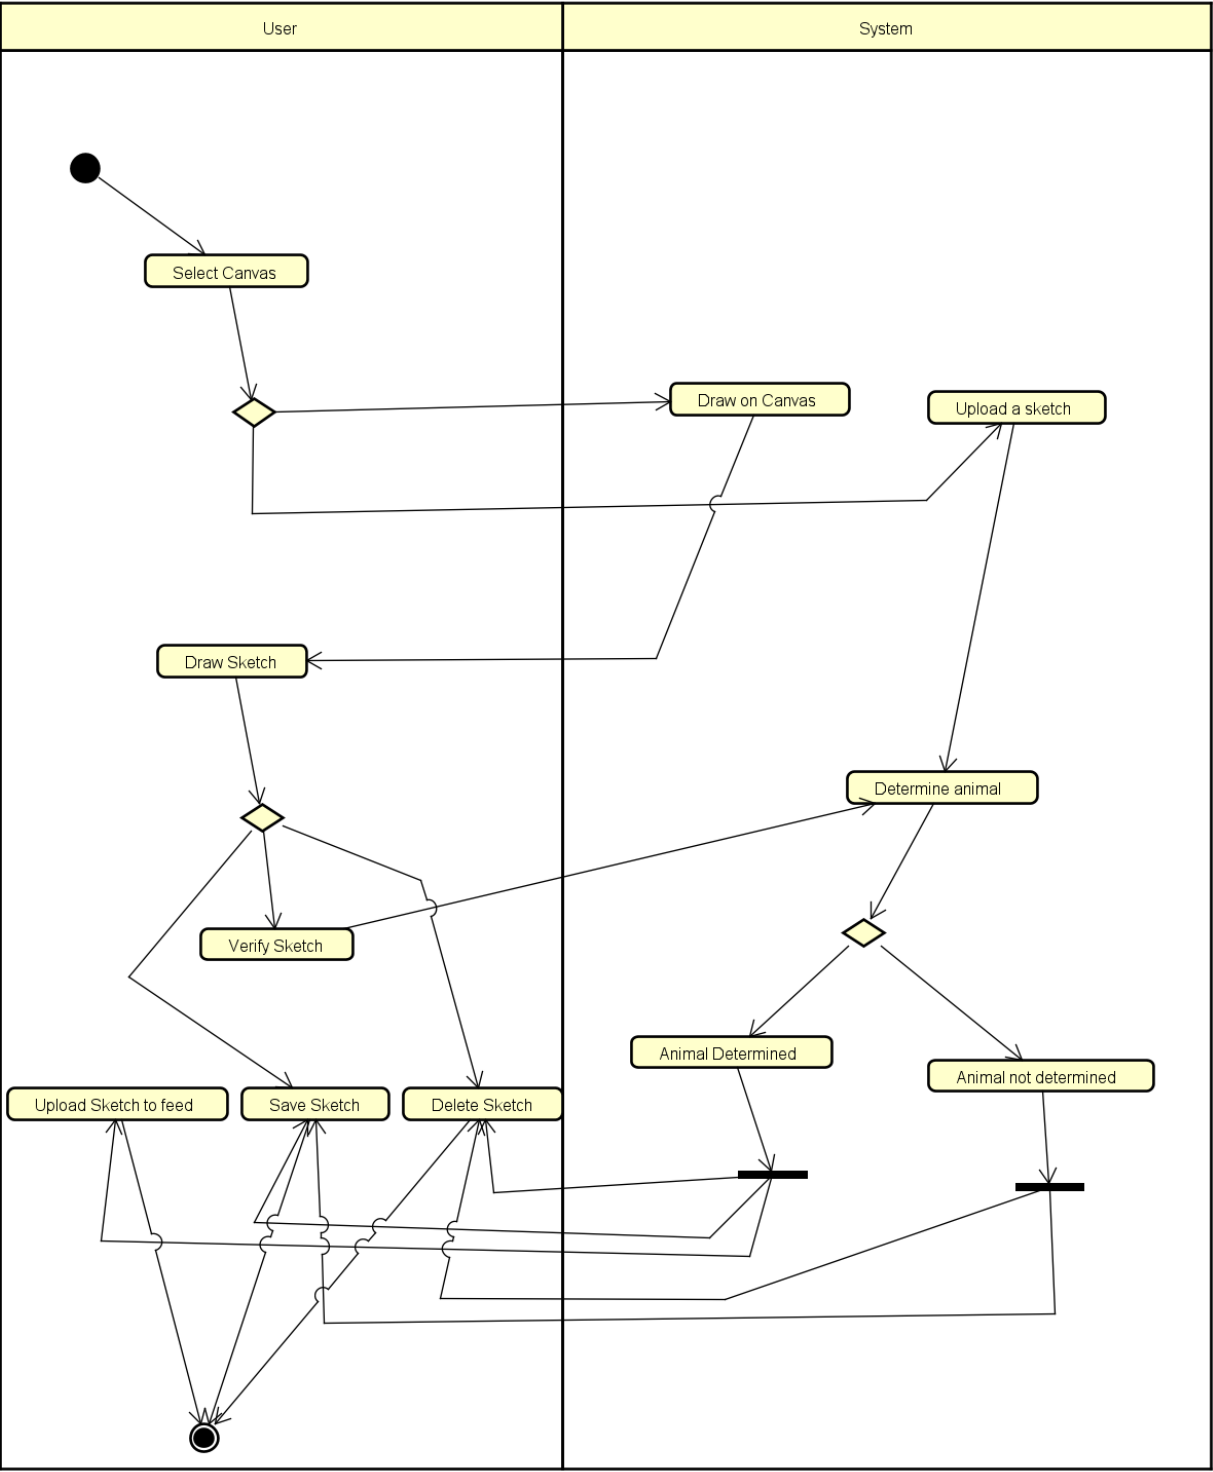 User
System
Select Canvas
Draw on Canvas
Upload a sketch
Draw Sketch
Determine animal
Verify Sketch
Animal Determined
Animal not determined
Upload Sketch to feed
Save Sketch
Delete Sketch